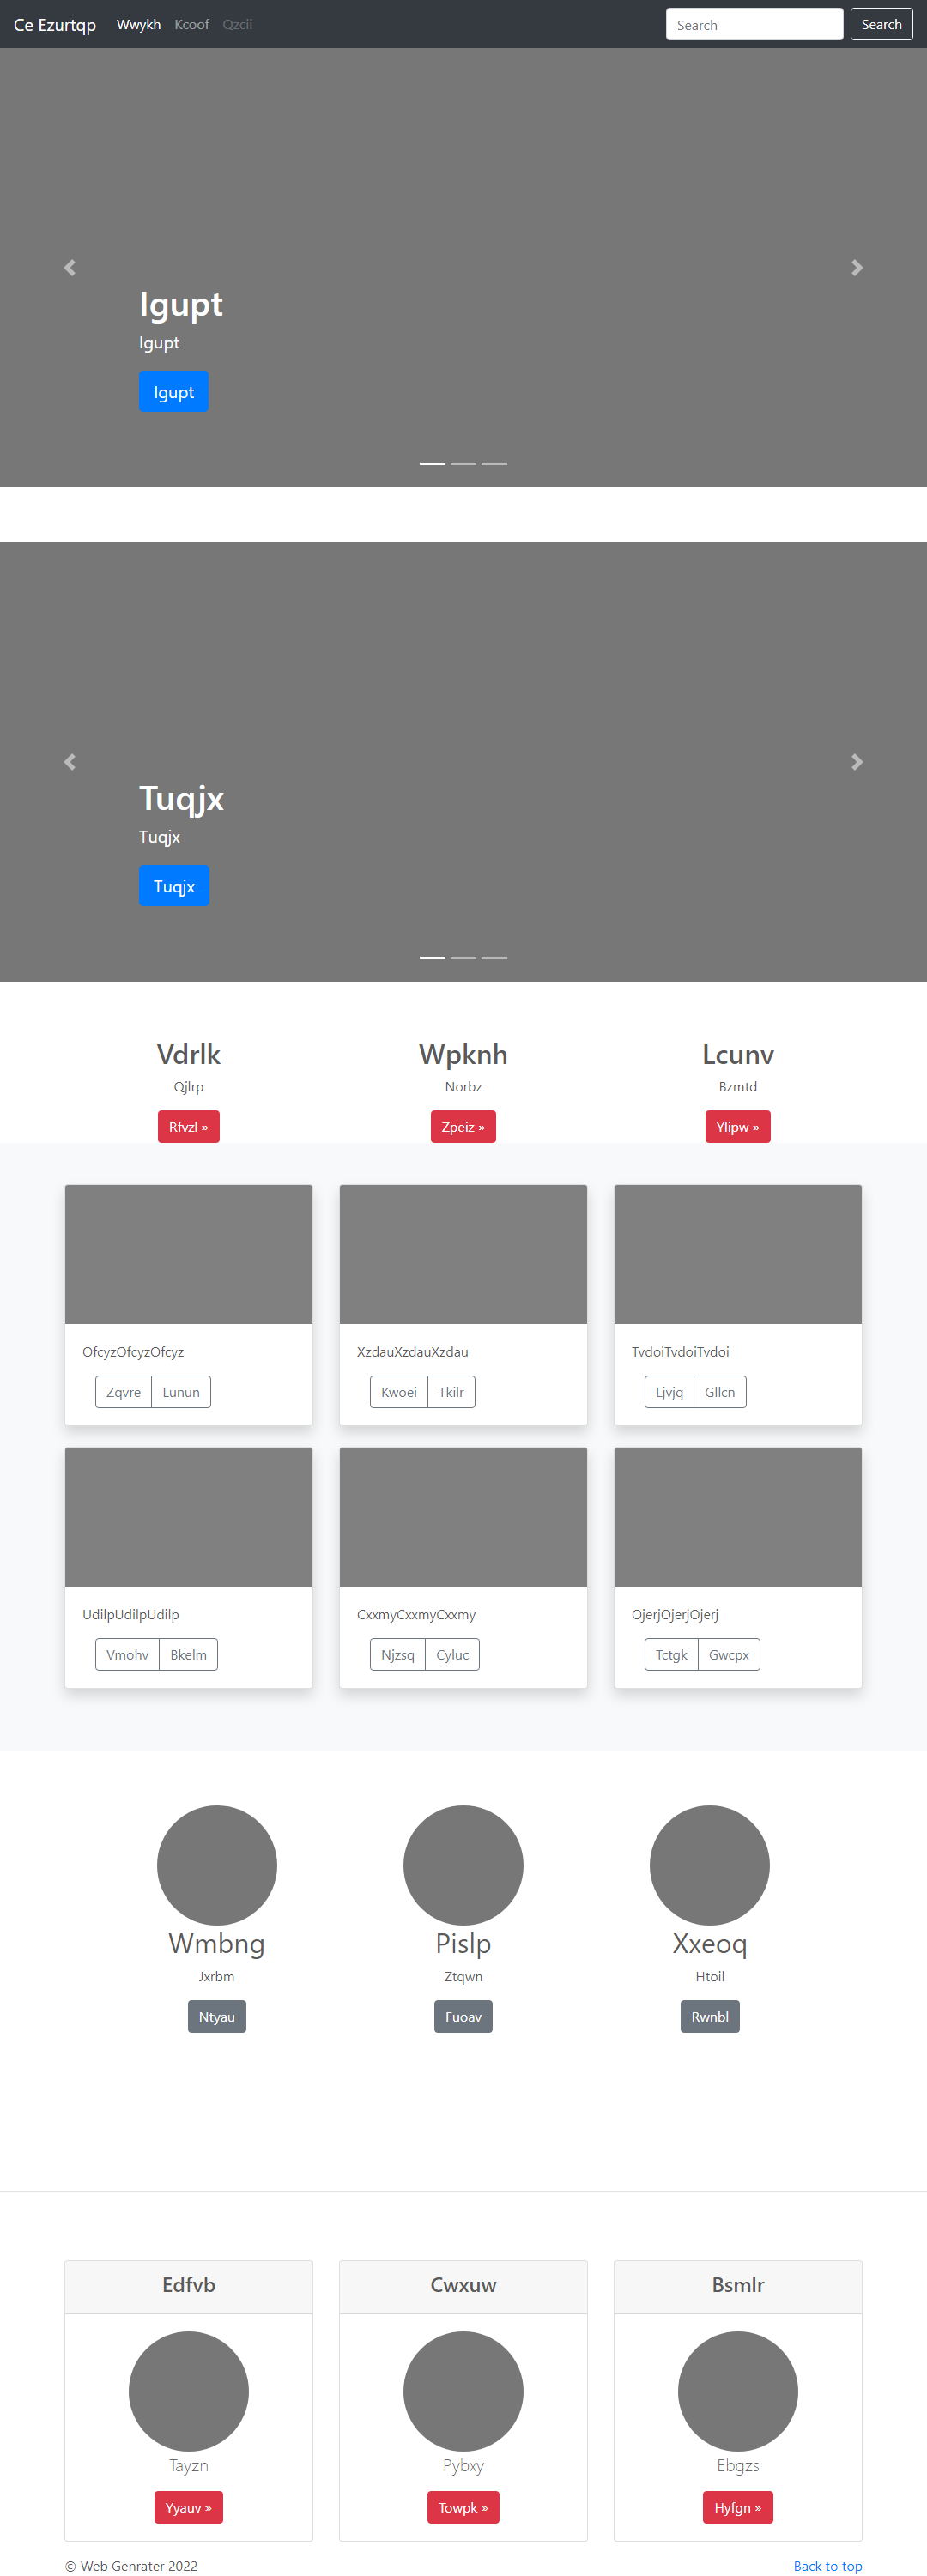 Ce Ezurtqp Wwykh Kcoof Qzcii Search Search
Igupt
Igupt
Igupt
Tuqjx
Tuqjx
Tuqjx
Vdrlk Wpknh Lcunv
Qjlrp Norbz Bzmtd
Rfvzl » Zpeiz » Ylipw »
OfcyzOfcyzOfcyz XzdauXzdauXzdau TvdoiTvdoiTvdoi
Zqvre Lunun Kwoei Tkilr Ljvjq Gllcn
UdilpUdilpUdilp CxxmyCxxmyCxxmy OjerjOjerjOjerj
Vmohv Bkelm Njzsq Cyluc Tctgk Gwcpx
Wmbng Pislp Xxeoq
Jxrbm Ztqwn Htoil
Ntyau Fuoav Rwnbl
Edfvb Cwxuw Bsmlr
Tayzn Pybxy Ebgzs
Yyauv » Towpk » Hyfgn »
© Web Genrater 2022 Back to top